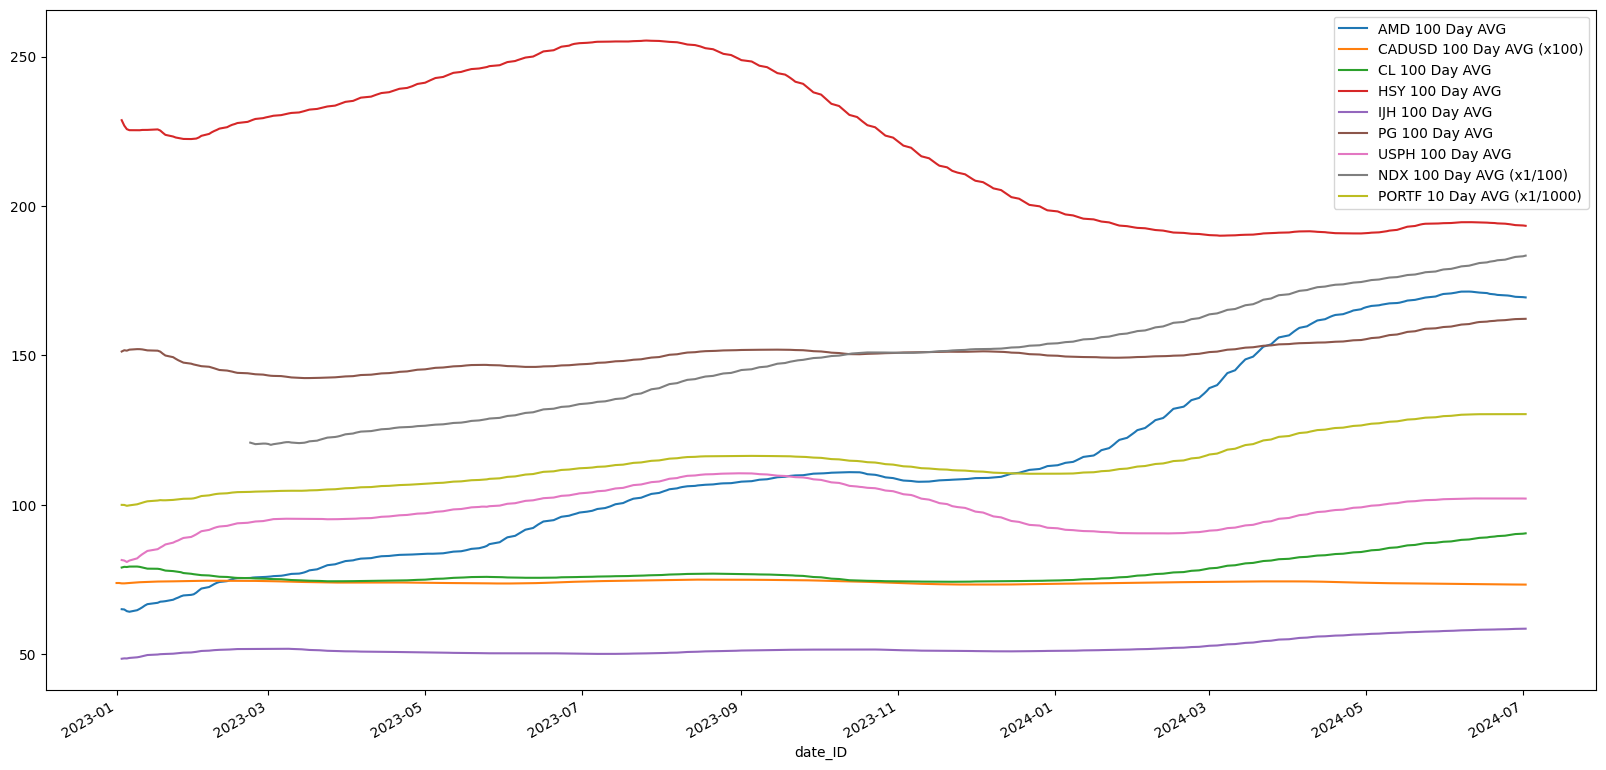 250
200
150
100
50
AMD 100 Day AVG
CADUSD 100 Day AVG (x100)
CL 100 Day AVG
HSY 100 Day AVG
IJH 100 Day AVG
PG 100 Day AVG
USPH 100 Day AVG
NDX 100 Day AVG (x1/100)
PORTF 10 Day AVG (x1/1000)
2023-01
2023-03
2023-05
2023-07
2023-09
2023-11
2024-01
2024-03
2024-05
2024-07
date_ID